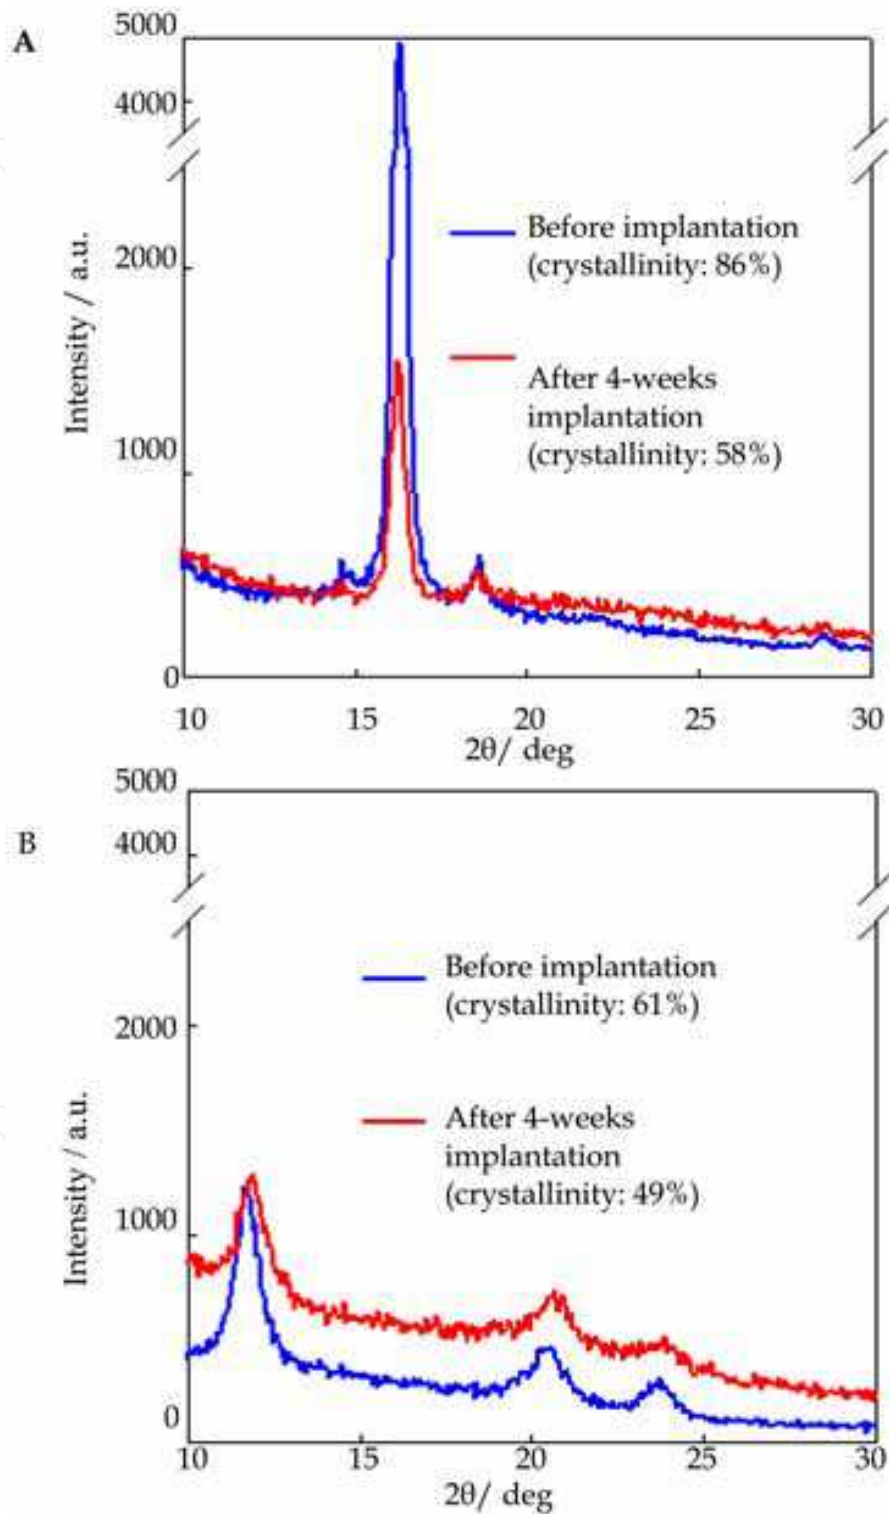 A
5000
4000
2000
1000
0
Intensity / a.u.
Before implantation
(crystallinity: 86%)
After 4-weeks
implantation
(crystallinity: 58%)
10 15 20 25 30
2θ/ deg
B
5000
4000
2000
1000
0
Intensity / a.u.
Before implantation
(crystallinity: 61%)
After 4-weeks
implantation
(crystallinity: 49%)
10 15 20 25 30
2θ/ deg